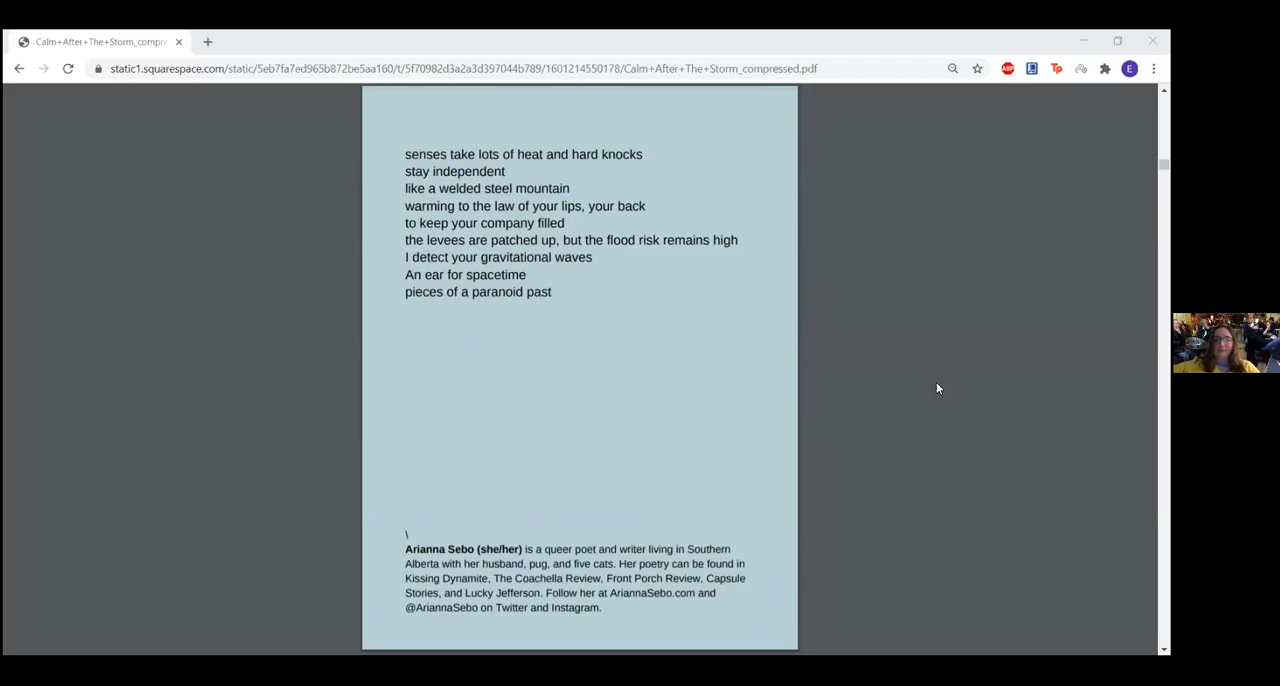 Calm+After+The+Storm_compre
static1.squarespace.com/static/5eb7fa7ed965b872be5aa160/t/5f70982d3a2a3d397044b789/1601214550178/Calm+After+The+Storm_compressed.pdf
ABP
Tp
E
senses take lots of heat and hard knocks
stay independent
like a welded steel mountain
warming to the law of your lips, your back
to keep your company filled
the levees are patched up, but the flood risk remains high
I detect your gravitational waves
An ear for spacetime
pieces of a paranoid past
\
Arianna Sebo (she/her) is a queer poet and writer living in Southern
Alberta with her husband, pug, and five cats. Her poetry can be found in
Kissing Dynamite, The Coachella Review, Front Porch Review, Capsule
Stories, and Lucky Jefferson. Follow her at AriannaSebo.com and
@AriannaSebo on Twitter and Instagram.